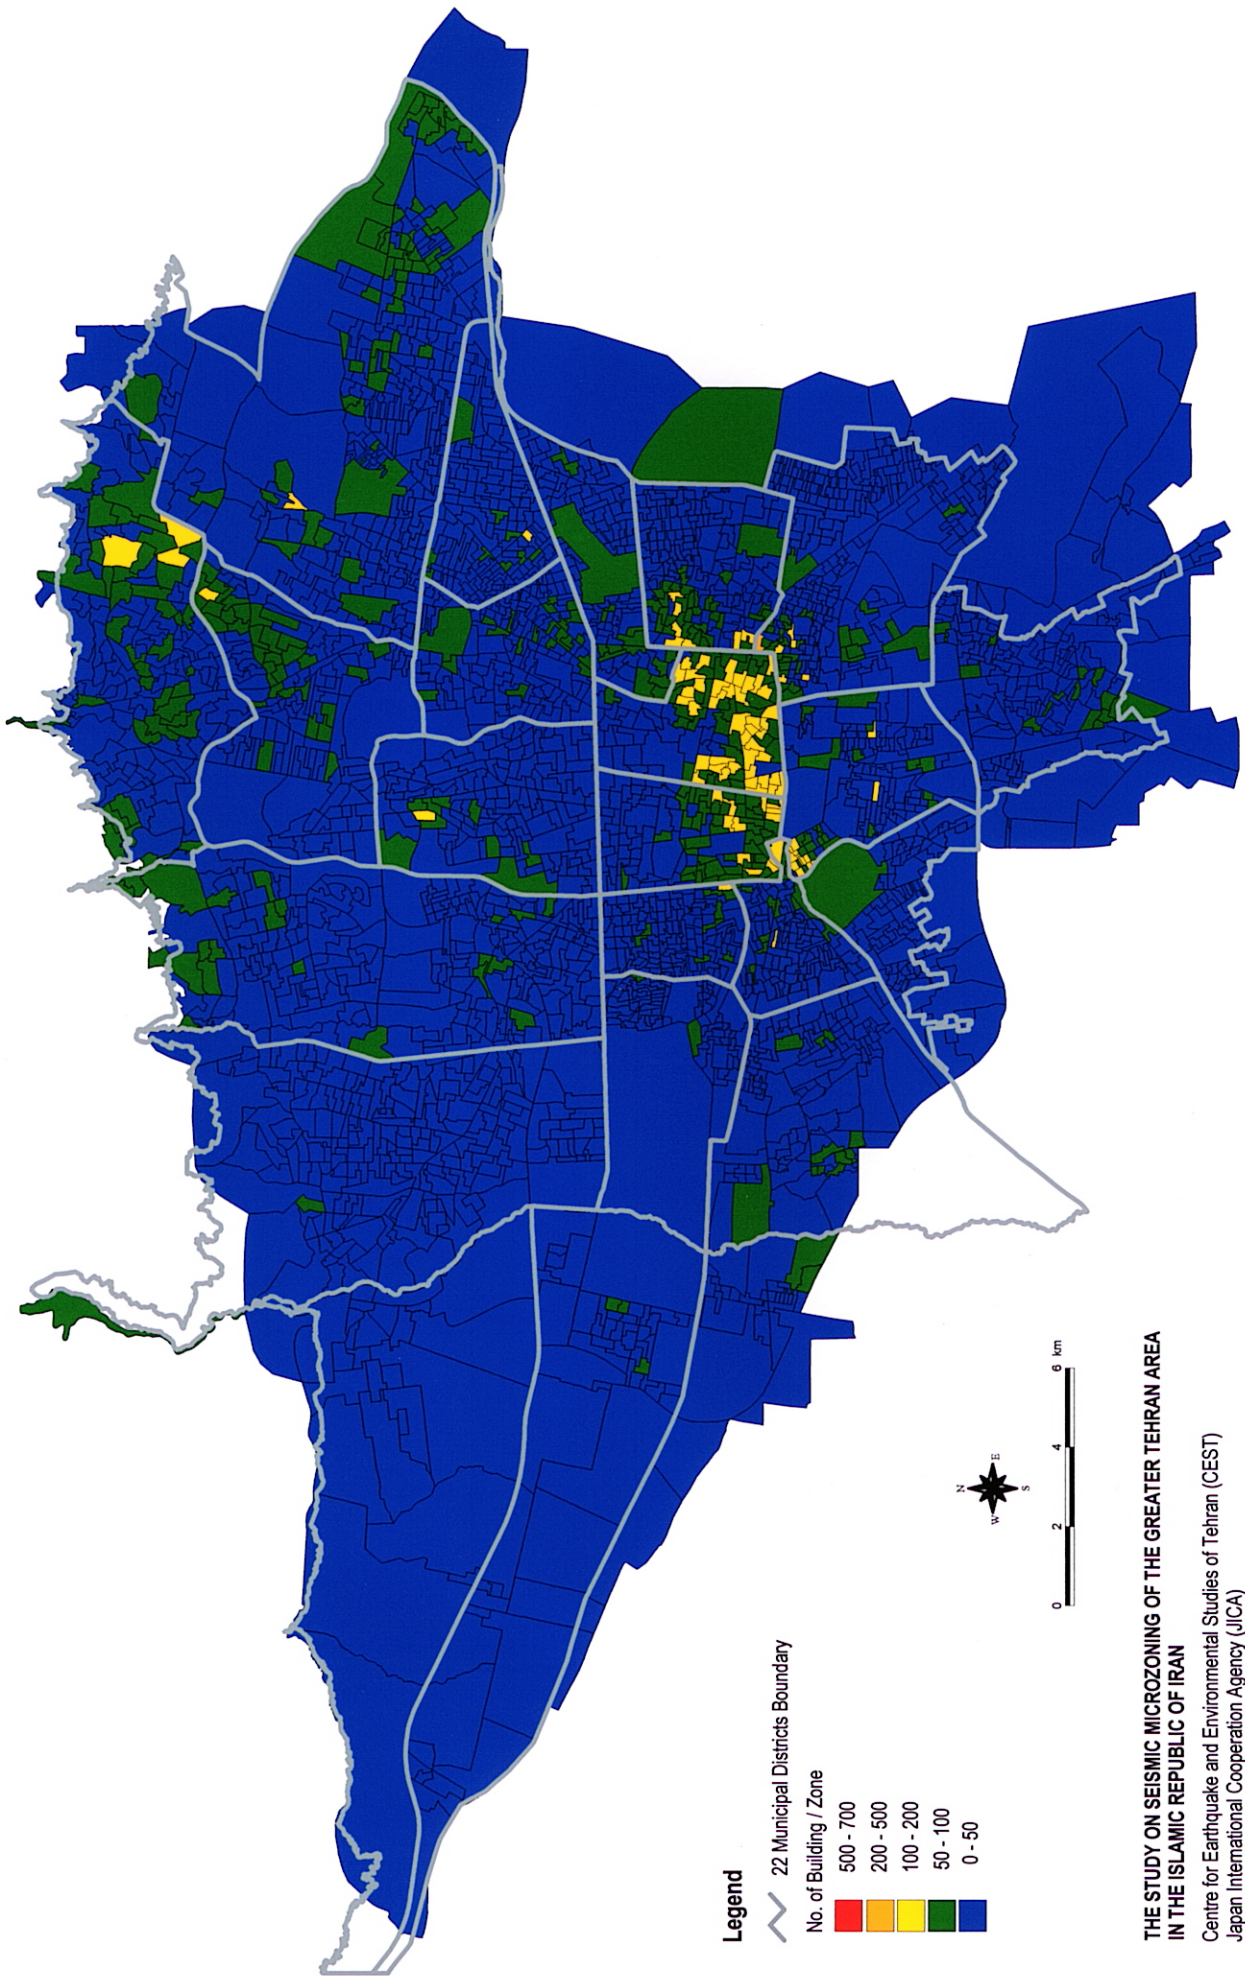 N
W
E
S
0
2
4
6 km
Legend
22 Municipal Districts Boundary
No. of Building / Zone
500 - 700
200 - 500
100 - 200
50 - 100
0 - 50
THE STUDY ON SEISMIC MICROZONING OF THE GREATER TEHRAN AREA
IN THE ISLAMIC REPUBLIC OF IRAN
Centre for Earthquake and Environmental Studies of Tehran (CEST)
Japan International Cooperation Agency (JICA)